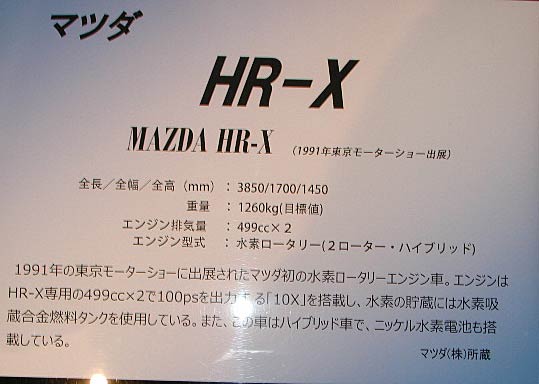 マツダ
HR-X
MAZDA HR-X (1991年東京モーターショー出展)
全長／全幅／全高（mm）：3850/1700/1450
重量：1260kg(目標値)
エンジン排気量：499cc×2
エンジン型式：水素ロータリー(２ローター・ハイブリッド)
1991年の東京モーターショーに出展されたマツダ初の水素ロータリーエンジン車。エンジンは
HR-X専用の499cc×2で100psを出力する「10X」を搭載し、水素の貯蔵には水素吸
蔵合金燃料タンクを使用している。また、この車はハイブリッド車で、ニッケル水素電池も搭
載している。
マツダ(株)所蔵